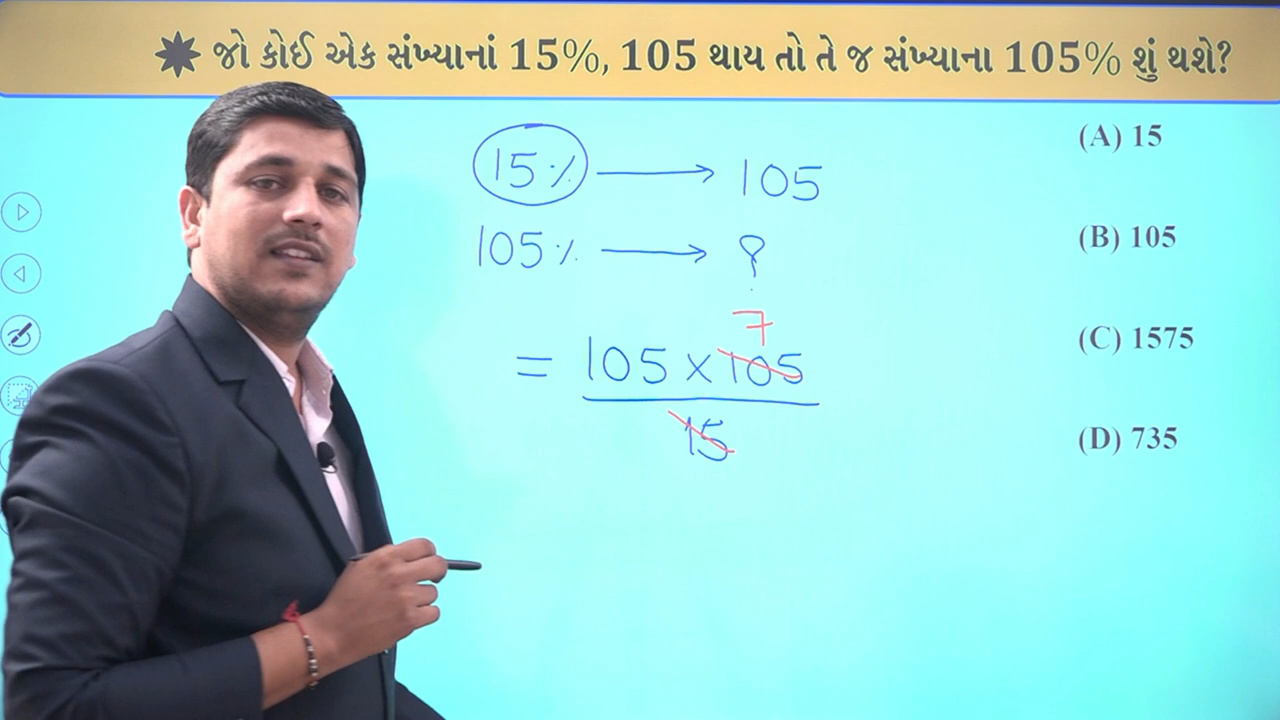 જો કોઈ એક સંખ્યાનાં 15%, 105 થાય તો તે જ સંખ્યાના 105% શું થશે?
15% → 105
105% → ?
7
= 105 × 105
15
(A) 15
(B) 105
(C) 1575
(D) 735